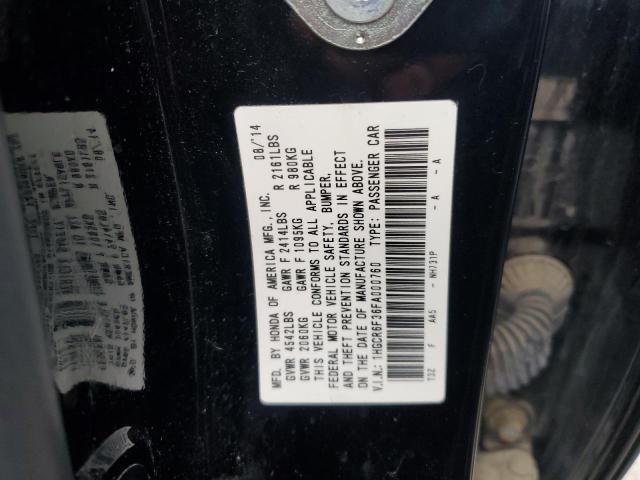 MFD. BY HONDA OF AMERICA MFG., INC. 08/'14
GVWR 4542LBS GAWR F 2414LBS R 2161LBS
GVWR 2060KG GAWR F 1095KG R 980KG
THIS VEHICLE CONFORMS TO ALL APPLICABLE
FEDERAL MOTOR VEHICLE SAFETY, BUMPER,
AND THEFT PREVENTION STANDARDS IN EFFECT
ON THE DATE OF MANUFACTURE SHOWN ABOVE.
V.I.N.: 1HGCR6F36FA000760 TYPE: PASSENGER CAR
T3Z F AA5 - NH731P - A - A